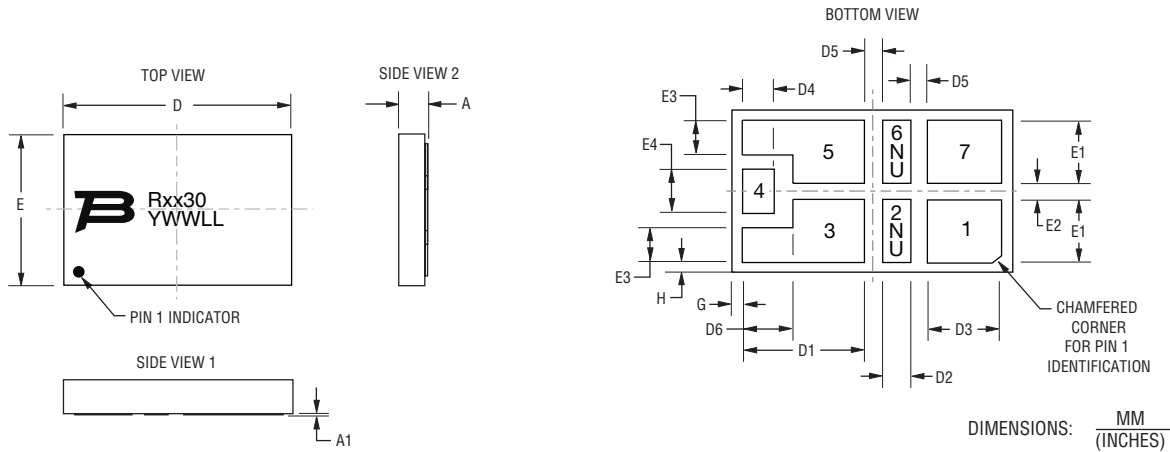 TOP VIEW
D
E
Rxx30
YWWLL
PIN 1 INDICATOR
SIDE VIEW 1
A1
SIDE VIEW 2
A
BOTTOM VIEW
D5
D5
D4
E3
E4
E3
H
G
D6
D1
D2
D3
E1
E2
E1
5
6
N
U
7
4
3
2
N
U
1
CHAMFERED
CORNER
FOR PIN 1
IDENTIFICATION
DIMENSIONS: MM
(INCHES)